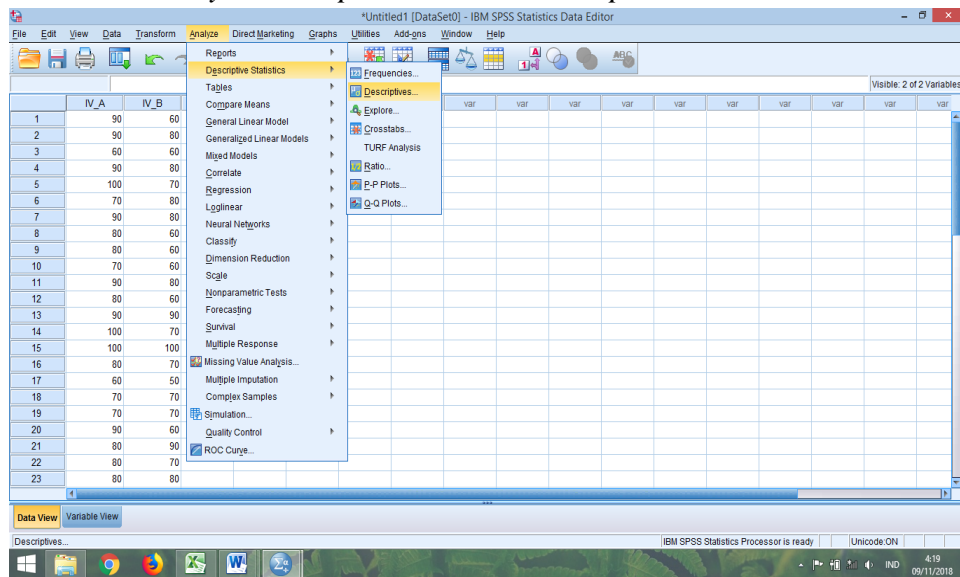 *Untitled1 [DataSet0] - IBM SPSS Statistics Data Editor
File Edit View Data Transform Analyze Direct Marketing Graphs Utilities Add-ons Window Help
Visible: 2 of 2 Variables
Reports
Descriptive Statistics
Tables
Compare Means
General Linear Model
Generalized Linear Models
Mixed Models
Correlate
Regression
Loglinear
Neural Networks
Classify
Dimension Reduction
Scale
Nonparametric Tests
Forecasting
Survival
Multiple Response
Missing Value Analysis...
Multiple Imputation
Complex Samples
Simulation...
Quality Control
ROC Curve...
Frequencies...
Descriptives...
Explore...
Crosstabs...
TURF Analysis
Ratio...
P-P Plots...
Q-Q Plots...
IV_A IV_B var var var var var var var var var var
1 90 60
2 90 80
3 60 60
4 90 80
5 100 70
6 70 80
7 90 80
8 80 60
9 80 60
10 70 60
11 90 80
12 80 60
13 90 90
14 100 70
15 100 100
16 80 70
17 60 50
18 70 70
19 70 70
20 90 60
21 80 90
22 80 70
23 80 80
Data View Variable View
Descriptives... IBM SPSS Statistics Processor is ready Unicode:ON
IND 4:19
09/11/2018